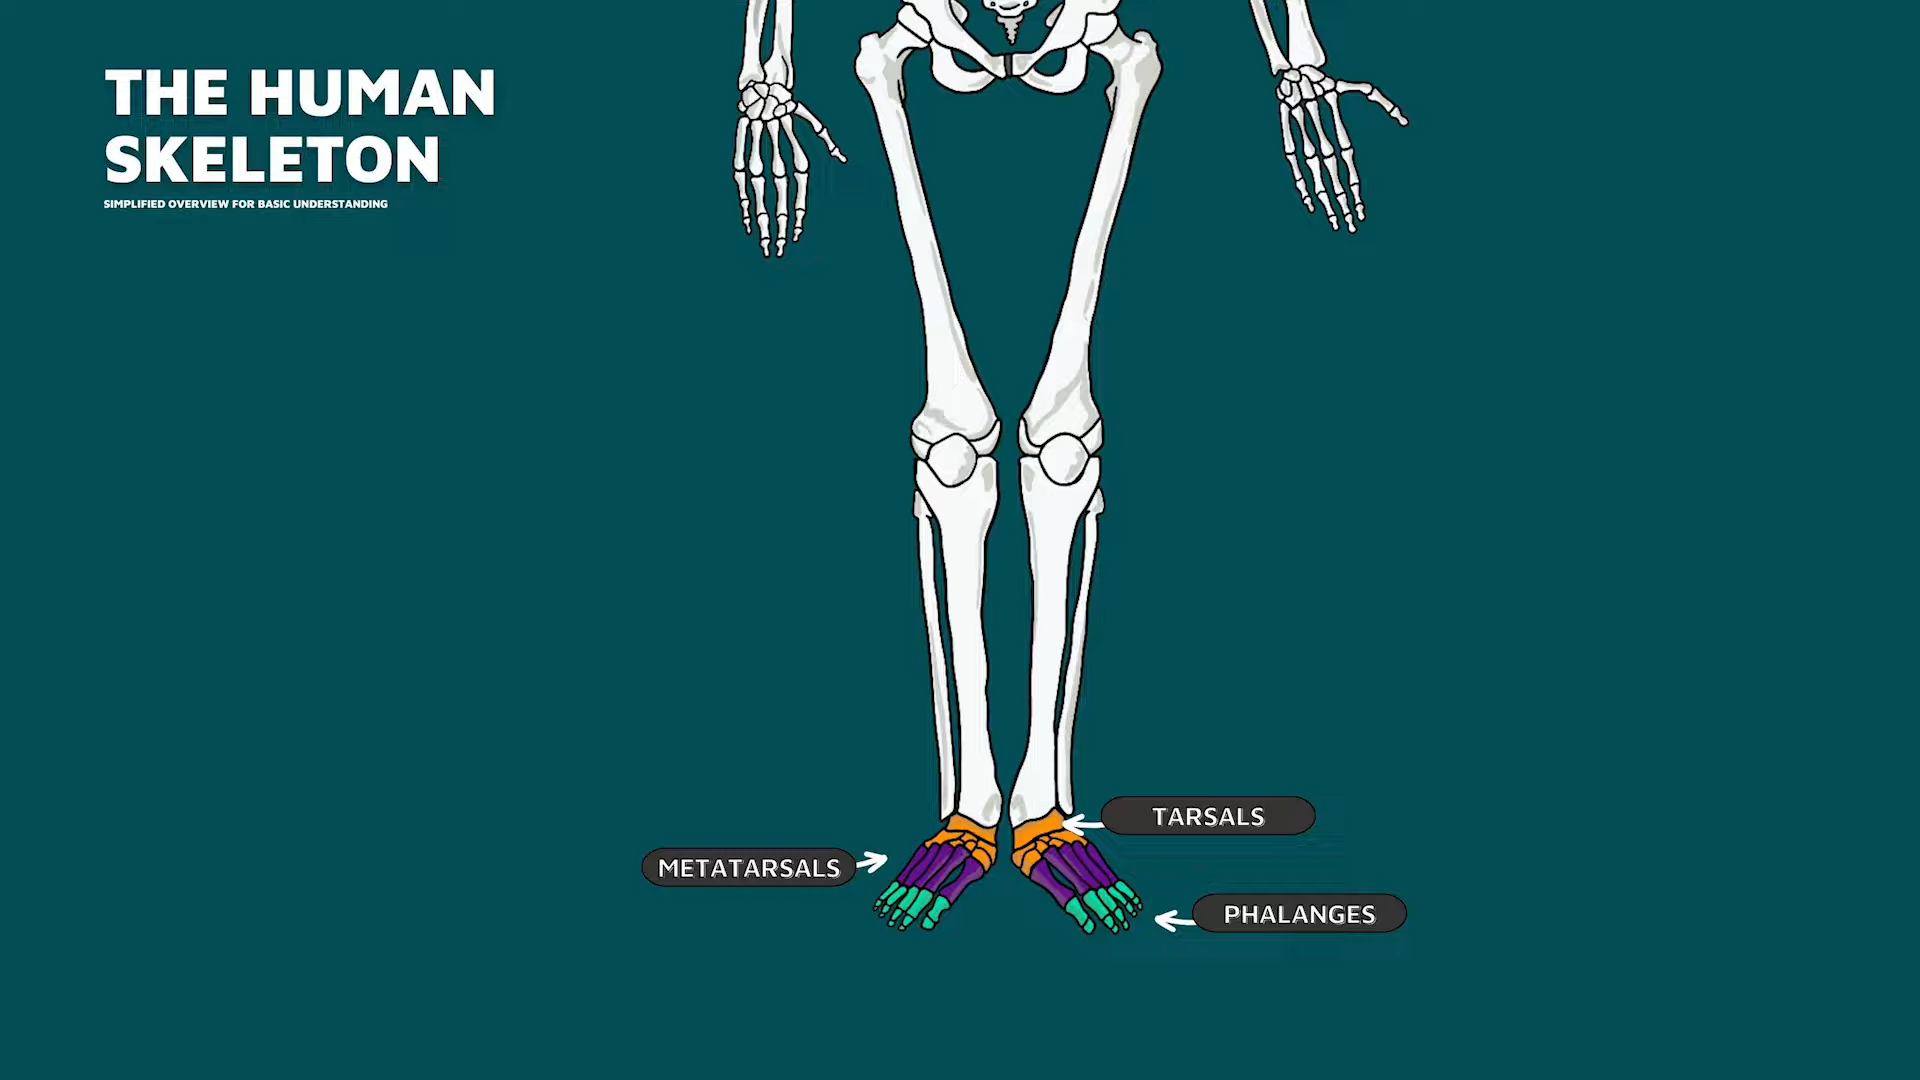 THE HUMAN
SKELETON
SIMPLIFIED OVERVIEW FOR BASIC UNDERSTANDING
TARSALS
METATARSALS
PHALANGES